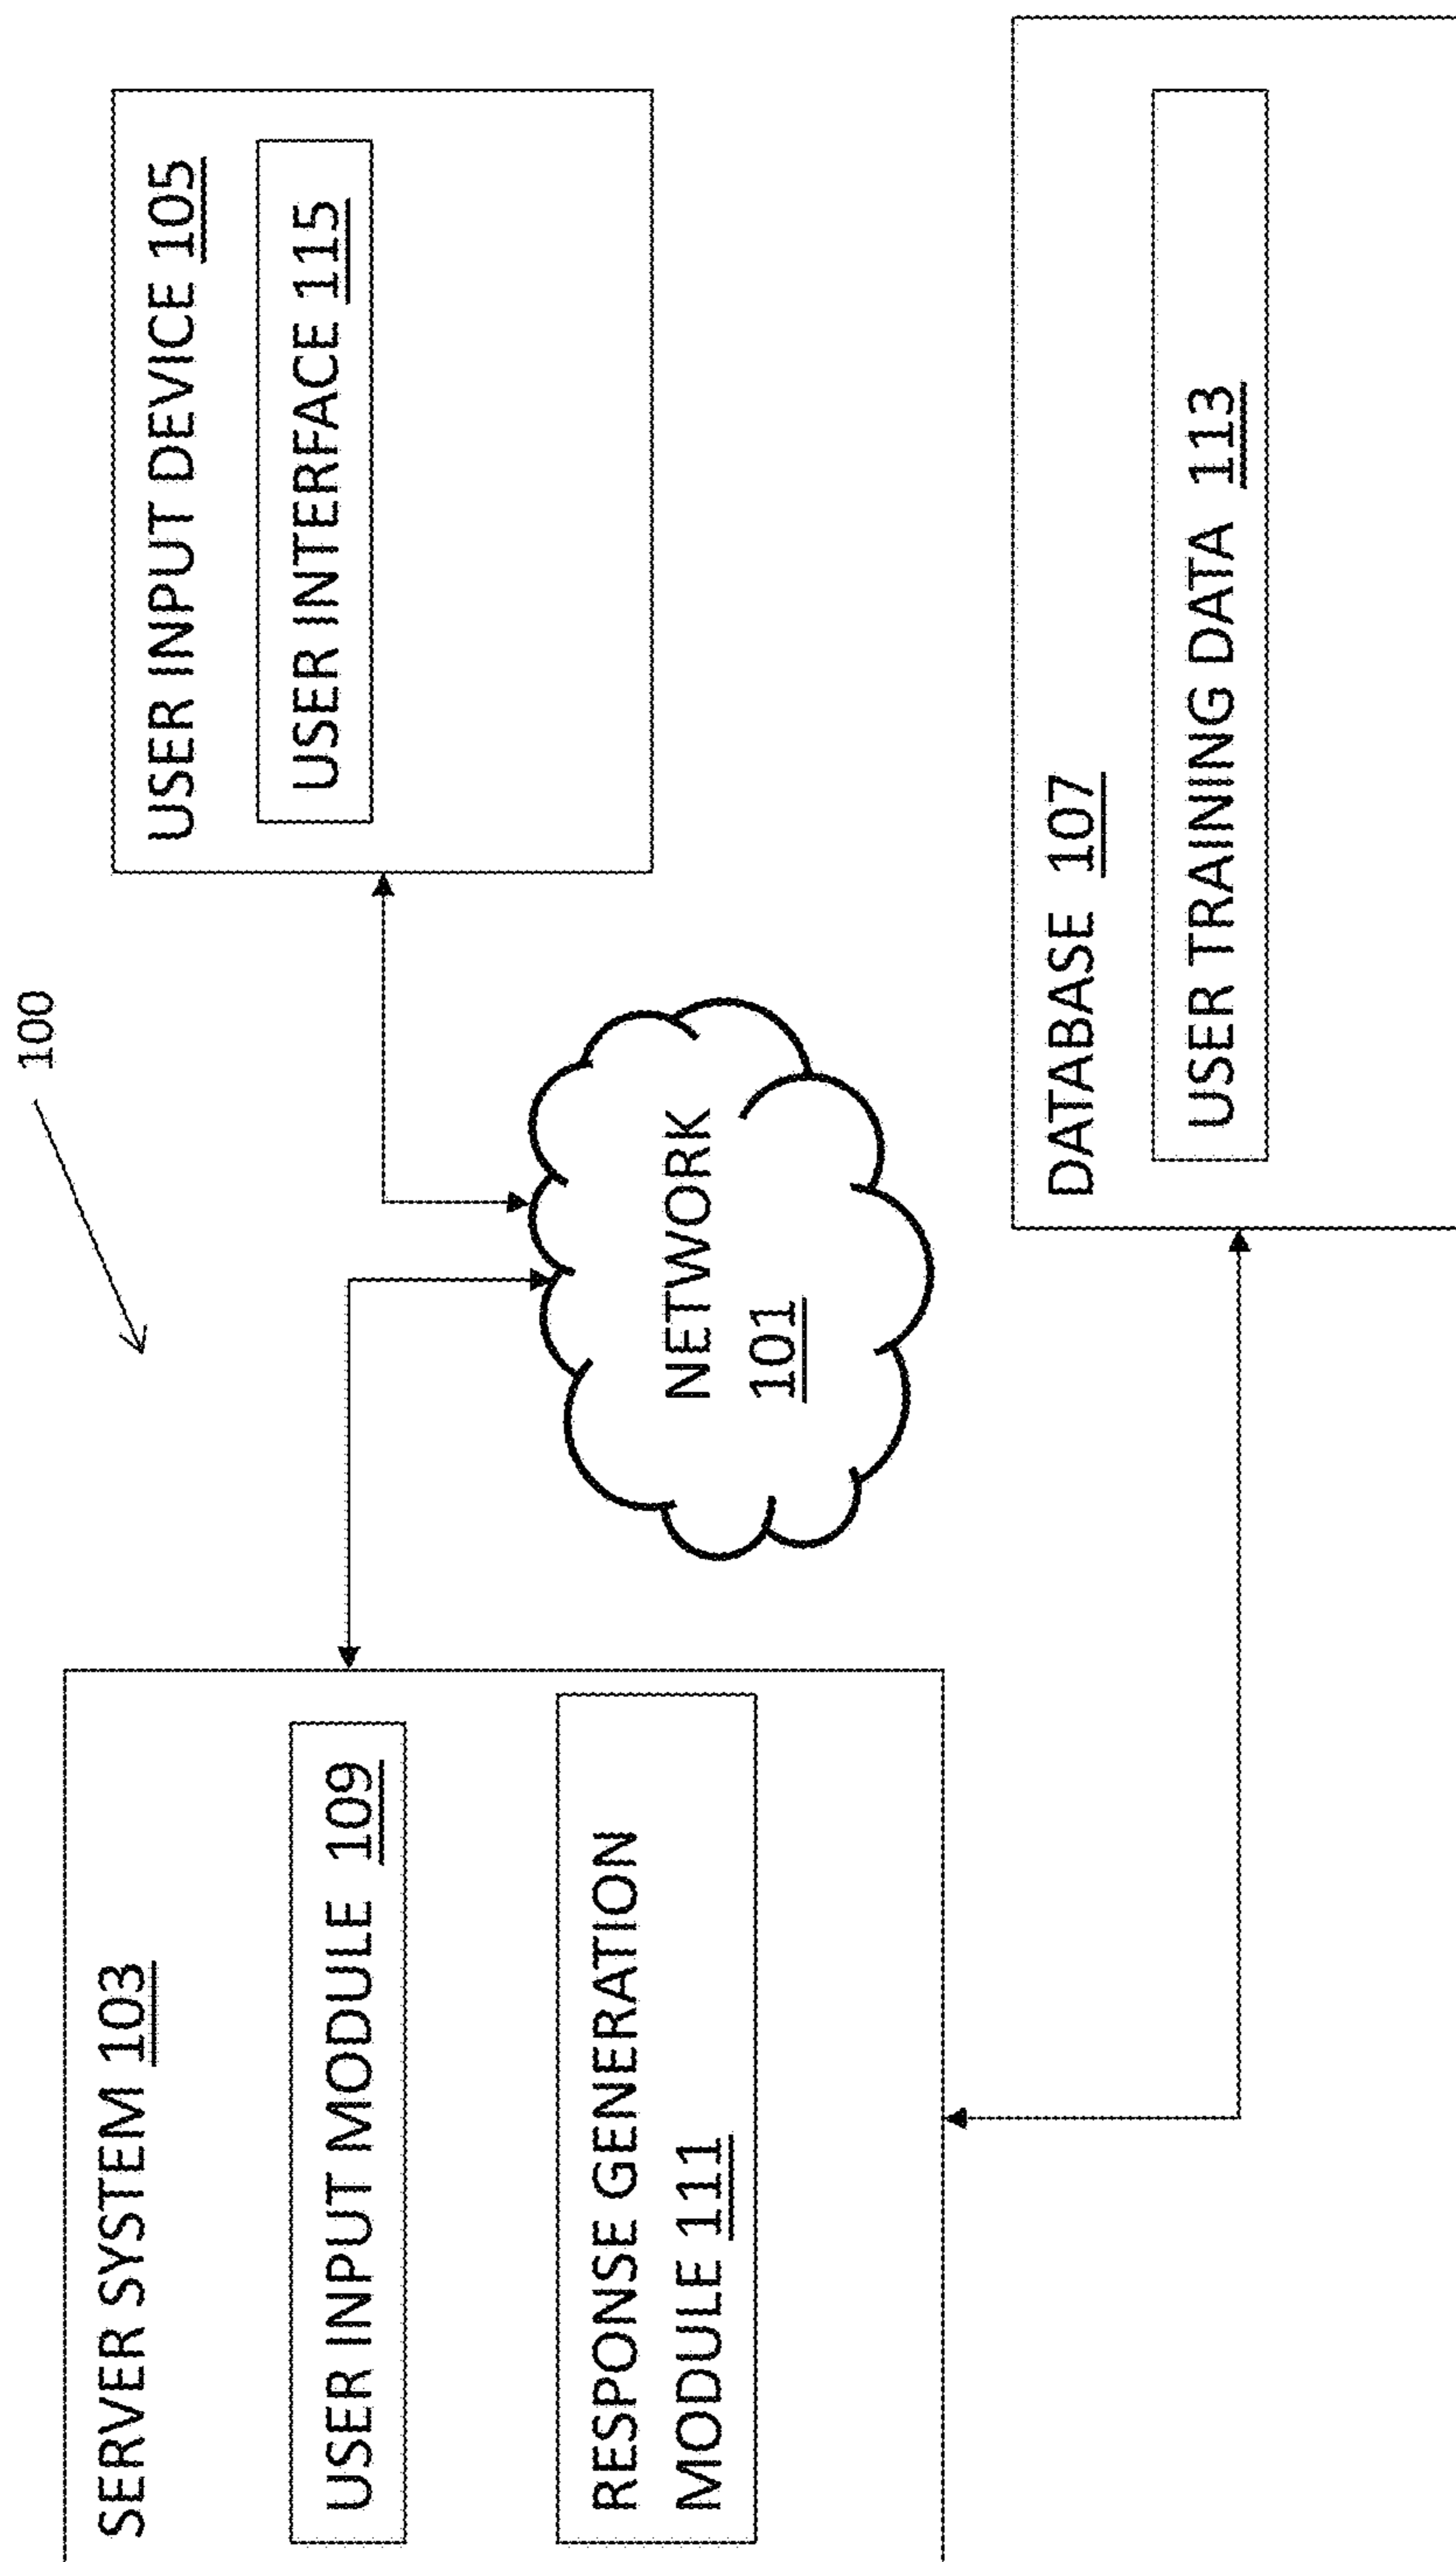 100
SERVER SYSTEM 103
USER INPUT MODULE 109
RESPONSE GENERATION
MODULE 111
NETWORK
101
USER INPUT DEVICE 105
USER INTERFACE 115
DATABASE 107
USER TRAINING DATA 113